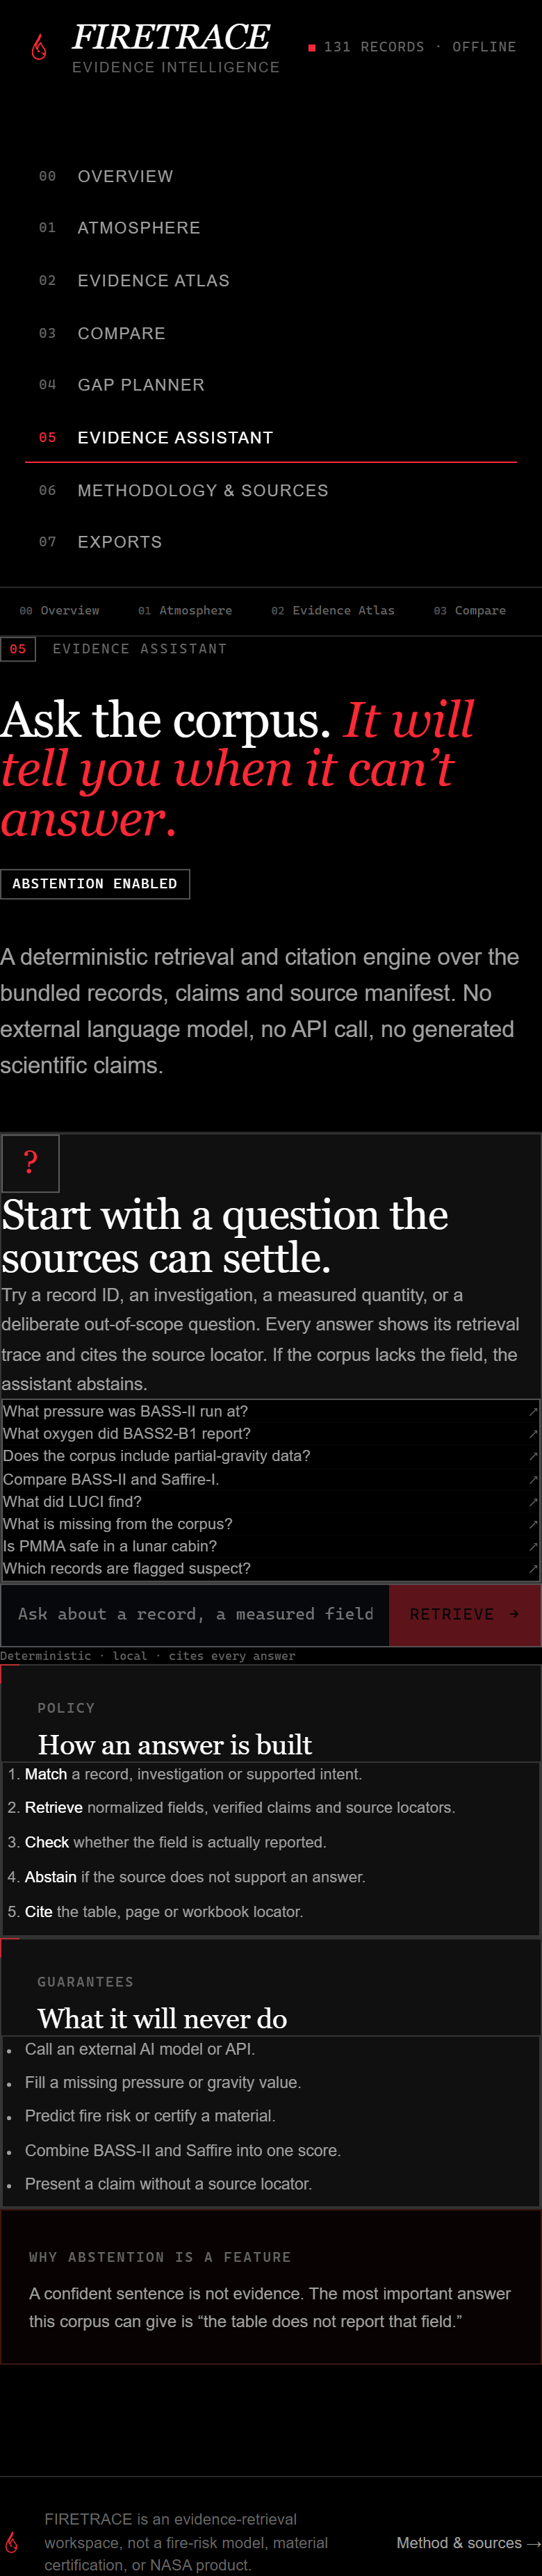 FIRETRACE
EVIDENCE INTELLIGENCE
131 RECORDS · OFFLINE
00 OVERVIEW
01 ATMOSPHERE
02 EVIDENCE ATLAS
03 COMPARE
04 GAP PLANNER
05 EVIDENCE ASSISTANT
06 METHODOLOGY & SOURCES
07 EXPORTS
00 Overview 01 Atmosphere 02 Evidence Atlas 03 Compare
05 EVIDENCE ASSISTANT
Ask the corpus. It will
tell you when it can’t
answer.
ABSTENTION ENABLED
A deterministic retrieval and citation engine over the
bundled records, claims and source manifest. No
external language model, no API call, no generated
scientific claims.
?
Start with a question the
sources can settle.
Try a record ID, an investigation, a measured quantity, or a
deliberate out-of-scope question. Every answer shows its retrieval
trace and cites the source locator. If the corpus lacks the field, the
assistant abstains.
What pressure was BASS-II run at? ↗
What oxygen did BASS2-B1 report? ↗
Does the corpus include partial-gravity data? ↗
Compare BASS-II and Saffire-I. ↗
What did LUCI find? ↗
What is missing from the corpus? ↗
Is PMMA safe in a lunar cabin? ↗
Which records are flagged suspect? ↗
Ask about a record, a measured field RETRIEVE →
Deterministic · local · cites every answer
POLICY
How an answer is built
1. Match a record, investigation or supported intent.
2. Retrieve normalized fields, verified claims and source locators.
3. Check whether the field is actually reported.
4. Abstain if the source does not support an answer.
5. Cite the table, page or workbook locator.
GUARANTEES
What it will never do
• Call an external AI model or API.
• Fill a missing pressure or gravity value.
• Predict fire risk or certify a material.
• Combine BASS-II and Saffire into one score.
• Present a claim without a source locator.
WHY ABSTENTION IS A FEATURE
A confident sentence is not evidence. The most important answer
this corpus can give is “the table does not report that field.”
FIRETRACE is an evidence-retrieval
workspace, not a fire-risk model, material
certification, or NASA product.
Method & sources →